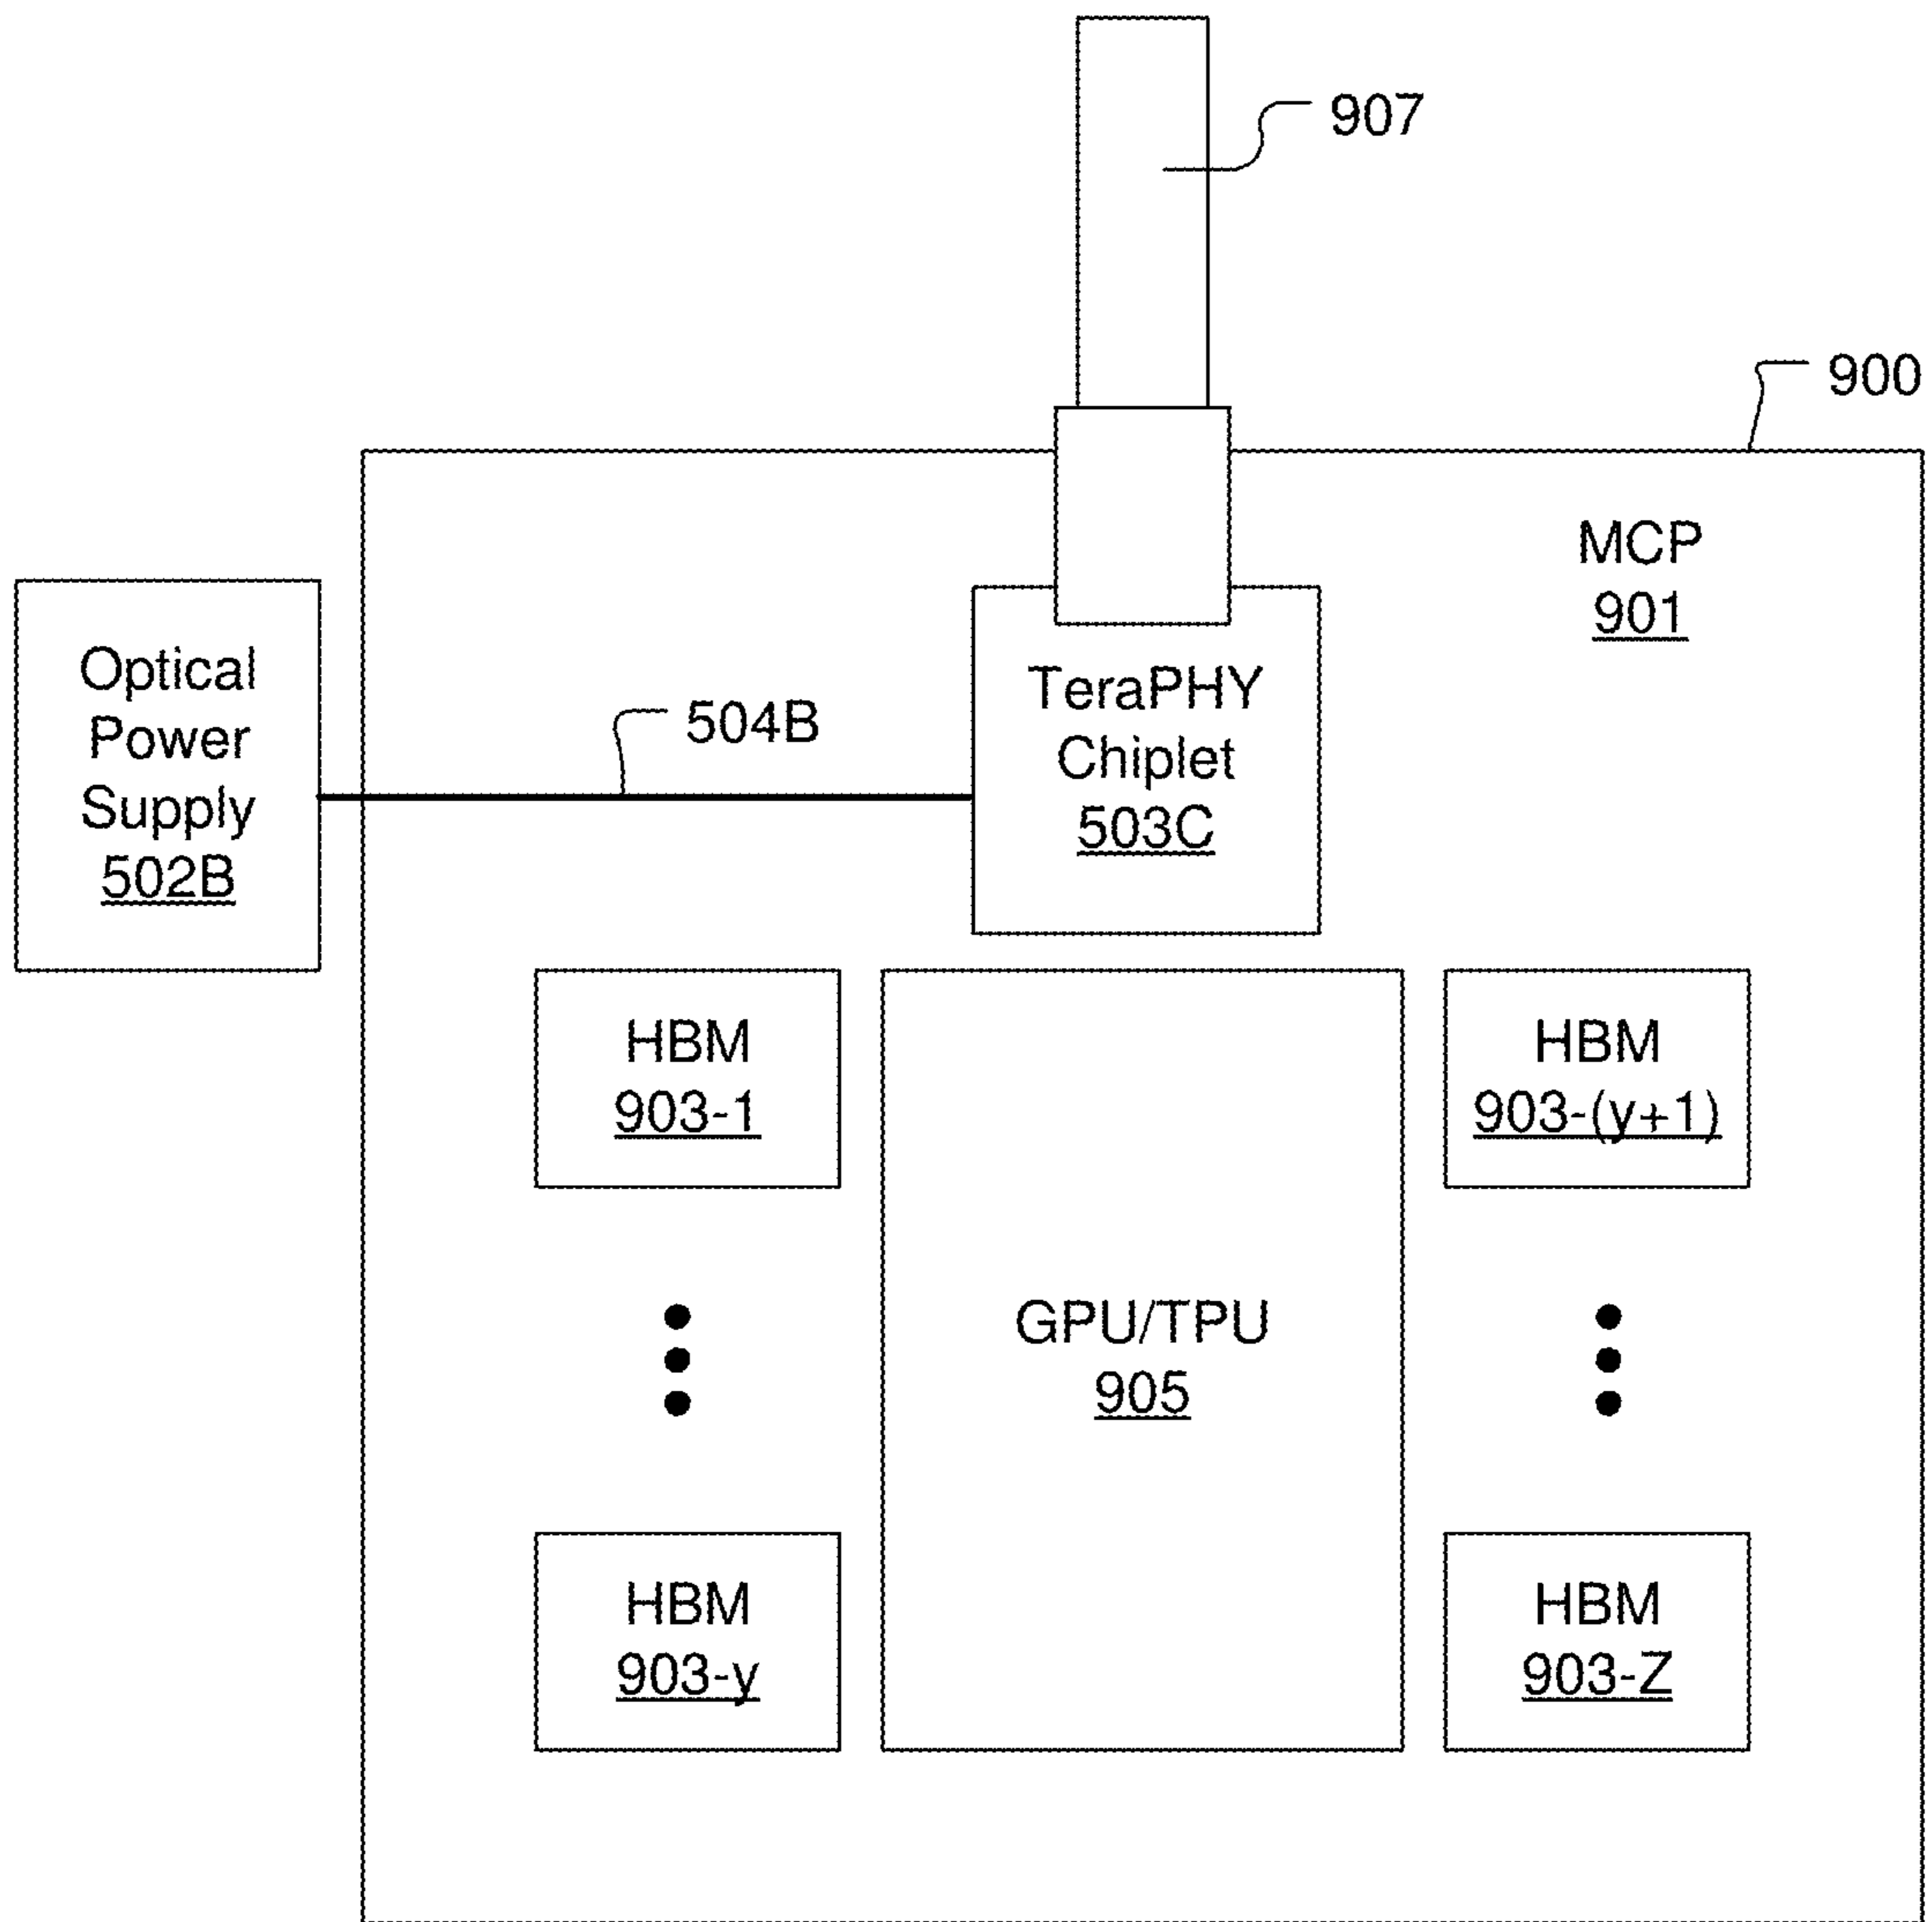 907
900
MCP
901
Optical
Power
Supply
502B
504B
TeraPHY
Chiplet
503C
HBM
903-1
HBM
903-(y+1)
GPU/TPU
905
HBM
903-y
HBM
903-Z